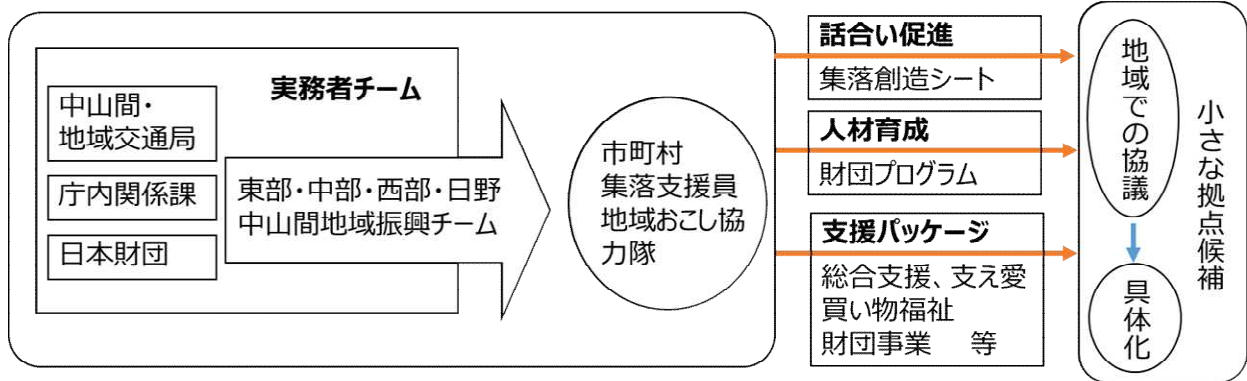 実務者チーム
中山間・
地域交通局
庁内関係課
日本財団
東部・中部・西部・日野
中山間地域振興チーム
市町村
集落支援員
地域おこし協
力隊
話合い促進
集落創造シート
人材育成
財団プログラム
支援パッケージ
総合支援、支え愛
買い物福祉
財団事業　等
地域での協議
具体化
小さな拠点候補